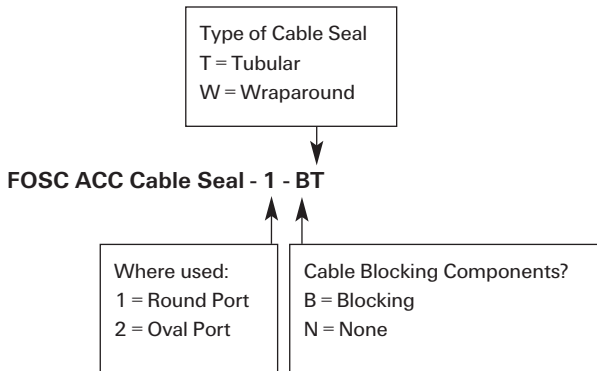 Type of Cable Seal
T = Tubular
W = Wraparound
FOSC ACC Cable Seal - 1 - BT
Where used:
1 = Round Port
2 = Oval Port
Cable Blocking Components?
B = Blocking
N = None